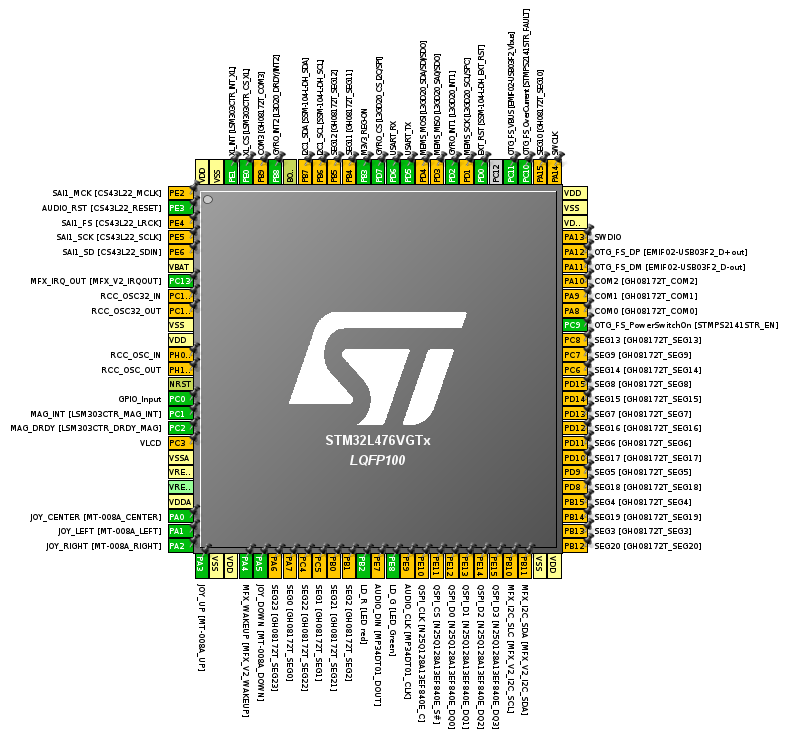 XL_INT [LSM303CTR_INT_XL]
XL_CS [LSM303CTR_CS_XL]
COM3 [GH08172T_COM3]
GYRO_INT2 [L3GD20_DRDY/INT2]
I2C1_SDA [SSM-104-L-DH_SDA]
I2C1_SCL [SSM-104-L-DH_SCL]
SEG12 [GH08172T_SEG12]
SEG11 [GH08172T_SEG11]
M3V3_REG-ON
GYRO_CS [L3GD20_CS_I2C/SPI]
USART_RX
USART_TX
MEMS_MOSI [L3GD20_SDA/SDI/SDO]
MEMS_MISO [L3GD20_SA0/SDO]
GYRO_INT1 [L3GD20_INT1]
MEMS_SCK [L3GD20_SCL/SPC]
EXT_RST [SSM-104-L-DH_EXT_RST]
OTG_FS_VBUS [EMIF02-USB03F2_Vbus]
OTG_FS_OverCurrent [STMPS2141STR_FAULT]
SEG10 [GH08172T_SEG10]
SWCLK
VDD
VSS
PE1
PE0
PB9
PB8
BO..
PB7
PB6
PB5
PB4
PB3
PD7
PD6
PD5
PD4
PD3
PD2
PD1
PD0
PC12
PC11
PC10
PA15
PA14
SAI1_MCK [CS43L22_MCLK] PE2
AUDIO_RST [CS43L22_RESET] PE3
SAI1_FS [CS43L22_LRCK] PE4
SAI1_SCK [CS43L22_SCLK] PE5
SAI1_SD [CS43L22_SDIN] PE6
VBAT
MFX_IRQ_OUT [MFX_V2_IRQOUT] PC13
RCC_OSC32_IN PC1..
RCC_OSC32_OUT PC1..
VSS
VDD
RCC_OSC_IN PH0..
RCC_OSC_OUT PH1..
NRST
GPIO_Input PC0
MAG_INT [LSM303CTR_MAG_INT] PC1
MAG_DRDY [LSM303CTR_DRDY_MAG] PC2
VLCD PC3
VSSA
VRE..
VRE..
VDDA
JOY_CENTER [MT-008A_CENTER] PA0
JOY_LEFT [MT-008A_LEFT] PA1
JOY_RIGHT [MT-008A_RIGHT] PA2
STM32L476VGTx
LQFP100
VDD
VSS
VD..
PA13 SWDIO
PA12 OTG_FS_DP [EMIF02-USB03F2_D+out]
PA11 OTG_FS_DM [EMIF02-USB03F2_D-out]
PA10 COM2 [GH08172T_COM2]
PA9 COM1 [GH08172T_COM1]
PA8 COM0 [GH08172T_COM0]
PC9 OTG_FS_PowerSwitchOn [STMPS2141STR_EN]
PC8 SEG13 [GH08172T_SEG13]
PC7 SEG9 [GH08172T_SEG9]
PC6 SEG14 [GH08172T_SEG14]
PD15 SEG8 [GH08172T_SEG8]
PD14 SEG15 [GH08172T_SEG15]
PD13 SEG7 [GH08172T_SEG7]
PD12 SEG16 [GH08172T_SEG16]
PD11 SEG6 [GH08172T_SEG6]
PD10 SEG17 [GH08172T_SEG17]
PD9 SEG5 [GH08172T_SEG5]
PD8 SEG18 [GH08172T_SEG18]
PB15 SEG4 [GH08172T_SEG4]
PB14 SEG19 [GH08172T_SEG19]
PB13 SEG3 [GH08172T_SEG3]
PB12 SEG20 [GH08172T_SEG20]
PA3
VSS
VDD
PA4
PA5
PA6
PA7
PC4
PC5
PB0
PB1
PB2
PE7
PE8
PE9
PE10
PE11
PE12
PE13
PE14
PE15
PB10
PB11
VSS
VDD
JOY_UP [MT-008A_UP]
MFX_WAKEUP [MFX_V2_WAKEUP]
JOY_DOWN [MT-008A_DOWN]
SEG23 [GH08172T_SEG23]
SEG0 [GH08172T_SEG0]
SEG22 [GH08172T_SEG22]
SEG1 [GH08172T_SEG1]
SEG21 [GH08172T_SEG21]
SEG2 [GH08172T_SEG2]
LD_R [LED red]
AUDIO_DIN [MP34DT01_DOUT]
LD_G [LED_Green]
AUDIO_CLK [MP34DT01_CLK]
QSPI_CLK [N25Q128A13EF840E_C]
QSPI_CS [N25Q128A13EF840E_S#]
QSPI_D0 [N25Q128A13EF840E_DQ0]
QSPI_D1 [N25Q128A13EF840E_DQ1]
QSPI_D2 [N25Q128A13EF840E_DQ2]
QSPI_D3 [N25Q128A13EF840E_DQ3]
MFX_I2C_SLC [MFX_V2_I2C_SCL]
MFX_I2C_SDA [MFX_V2_I2C_SDA]